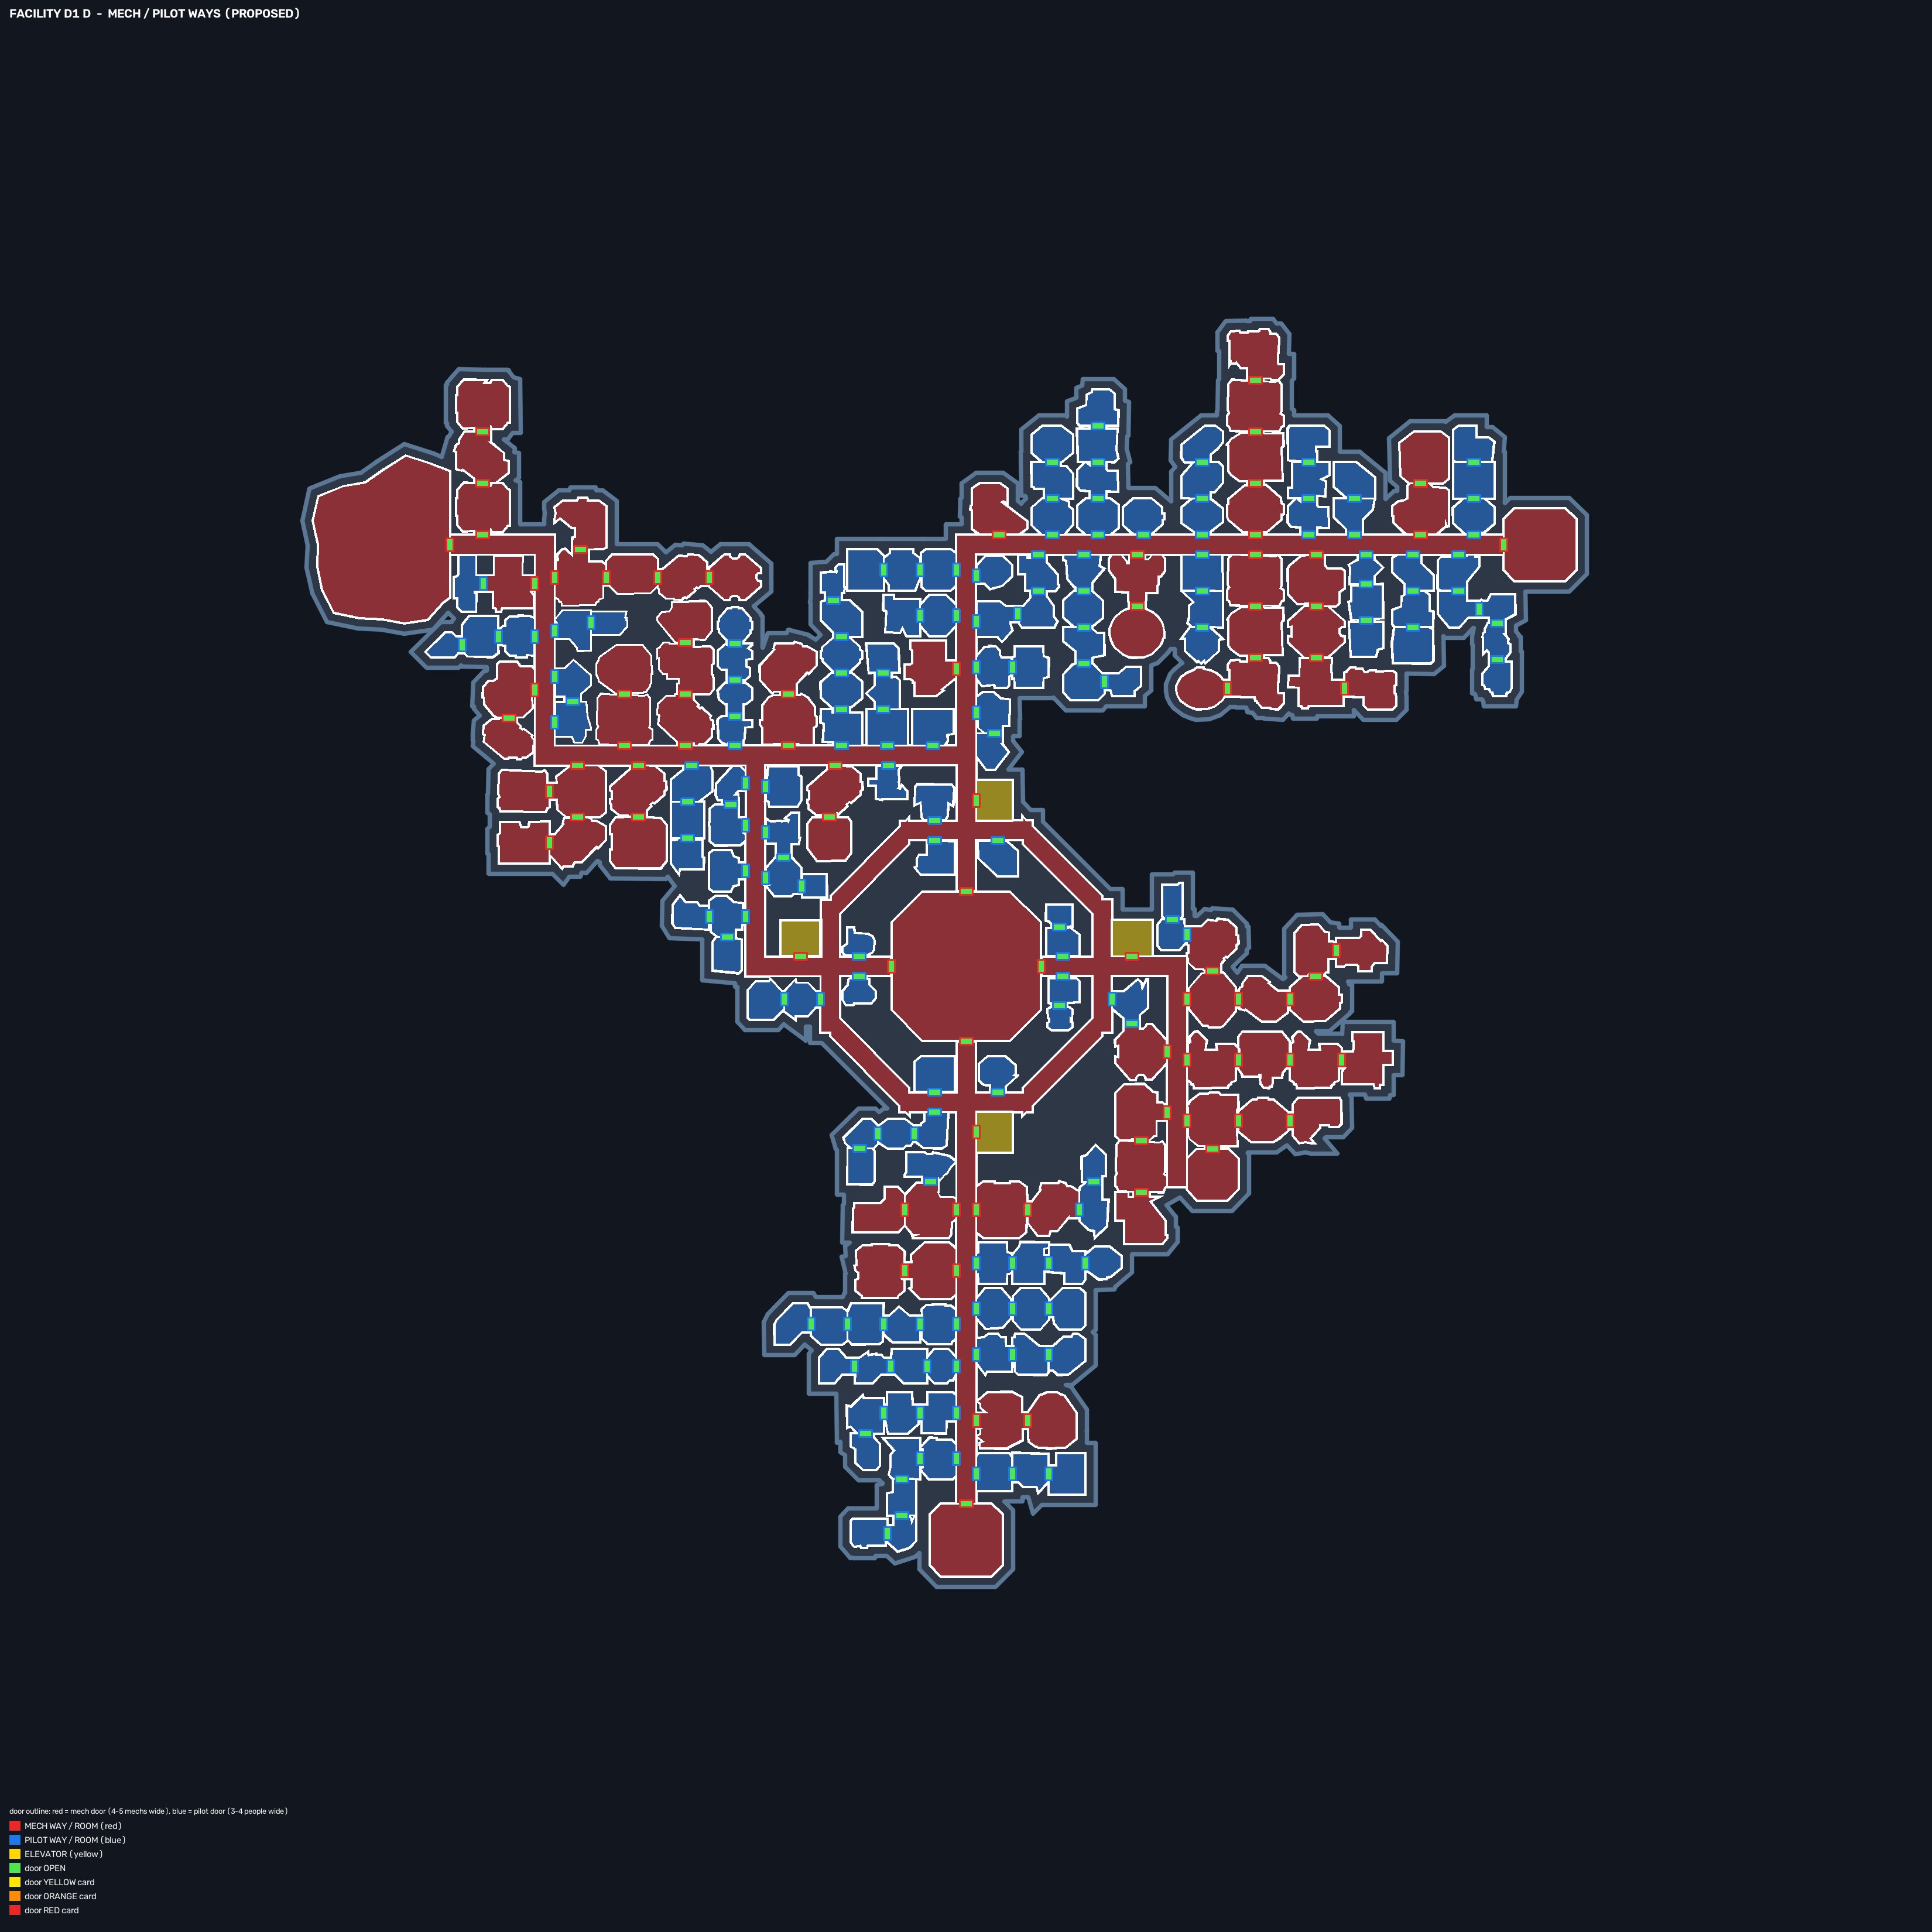 FACILITY D1 D - MECH / PILOT WAYS (PROPOSED)
door outline: red = mech door (4-5 mechs wide), blue = pilot door (3-4 people wide)
MECH WAY / ROOM (red)
PILOT WAY / ROOM (blue)
ELEVATOR (yellow)
door OPEN
door YELLOW card
door ORANGE card
door RED card